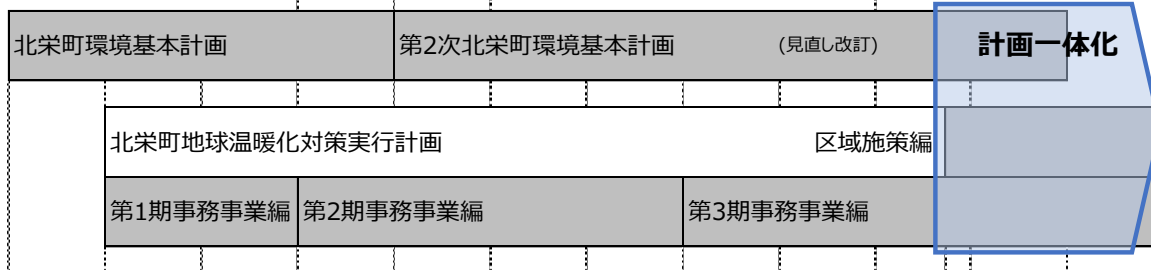 北栄町環境基本計画
第2次北栄町環境基本計画 (見直し改訂)
計画一体化
北栄町地球温暖化対策実行計画 区域施策編
第1期事務事業編
第2期事務事業編
第3期事務事業編